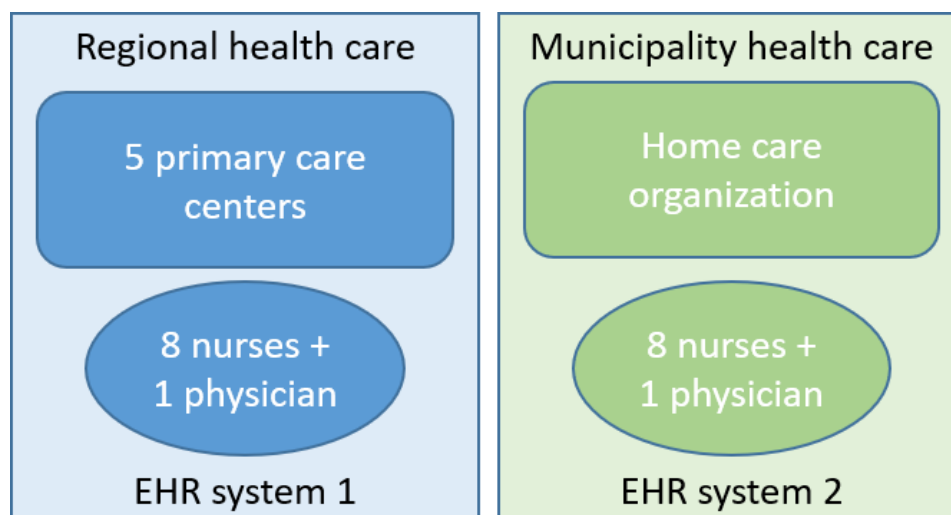 Regional health care
5 primary care
centers
8 nurses +
1 physician
EHR system 1
Municipality health care
Home care
organization
8 nurses +
1 physician
EHR system 2